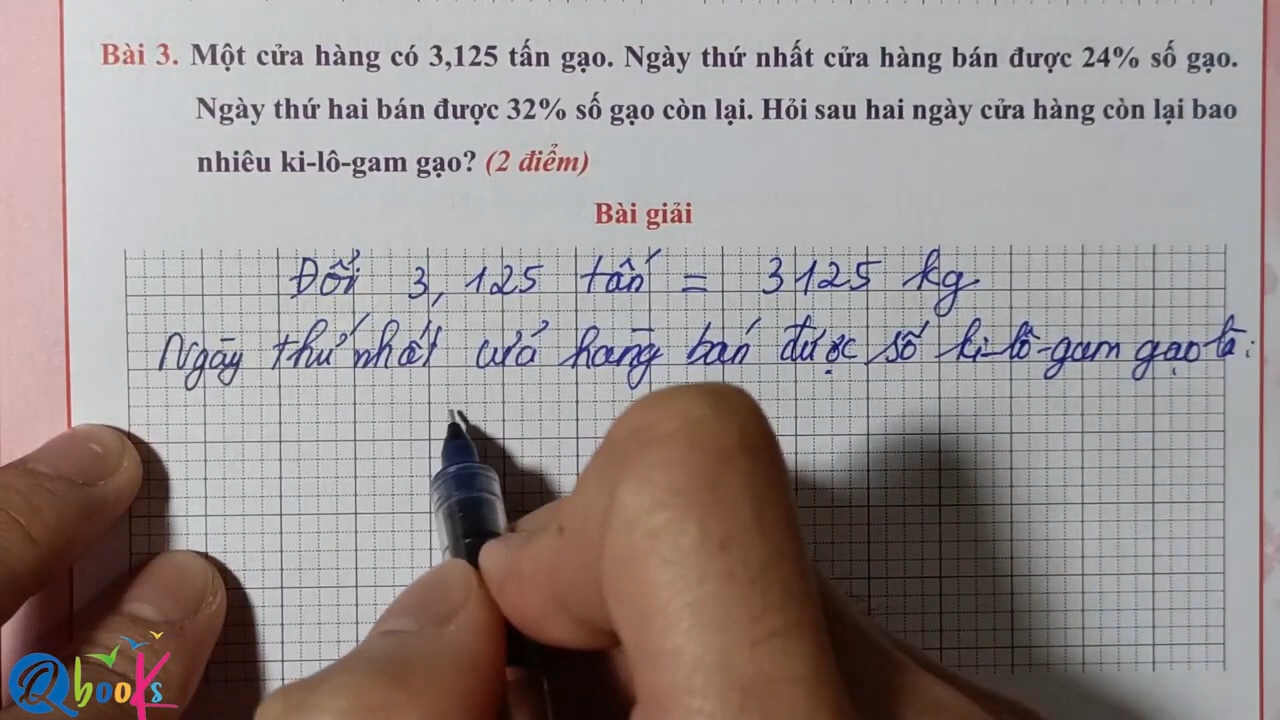 Bài 3. Một cửa hàng có 3,125 tấn gạo. Ngày thứ nhất cửa hàng bán được 24% số gạo.
Ngày thứ hai bán được 32% số gạo còn lại. Hỏi sau hai ngày cửa hàng còn lại bao
nhiêu ki-lô-gam gạo? (2 điểm)
Bài giải
Đổi 3,125 tấn = 3125 kg
Ngày thứ nhất cửa hàng bán được số ki-lô-gam gạo là:
Qbooks